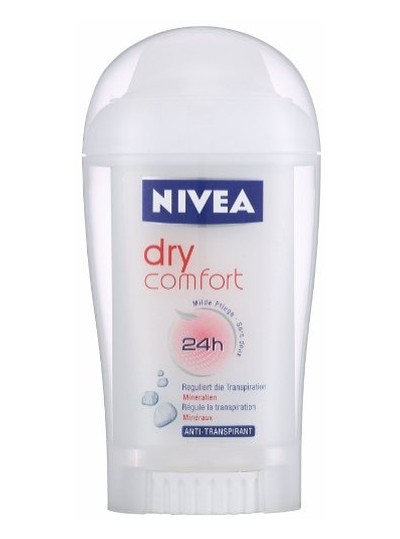 NIVEA
dry
comfort
Milde Pflege · Soin doux
24h
Reguliert die Transpiration
Mineralien
Régule la transpiration
Minéraux
ANTI-TRANSPIRANT